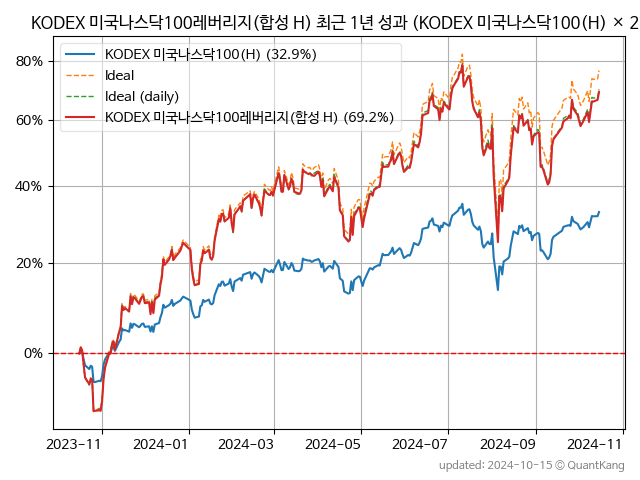 KODEX 미국나스닥100레버리지(합성 H) 최근 1년 성과 (KODEX 미국나스닥100(H) × 2
KODEX 미국나스닥100(H) (32.9%)
Ideal
Ideal (daily)
KODEX 미국나스닥100레버리지(합성 H) (69.2%)
80%
60%
40%
20%
0%
2023-11 2024-01 2024-03 2024-05 2024-07 2024-09 2024-11
updated: 2024-10-15 © QuantKang